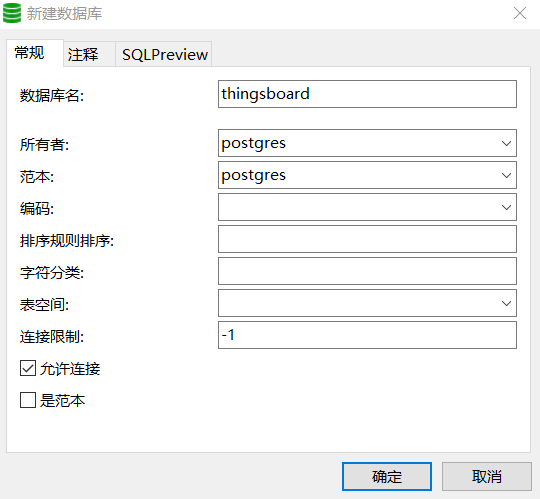 新建数据库
常规 注释 SQLPreview
数据库名: thingsboard
所有者: postgres
范本: postgres
编码:
排序规则排序:
字符分类:
表空间:
连接限制: -1
允许连接
是范本
确定 取消